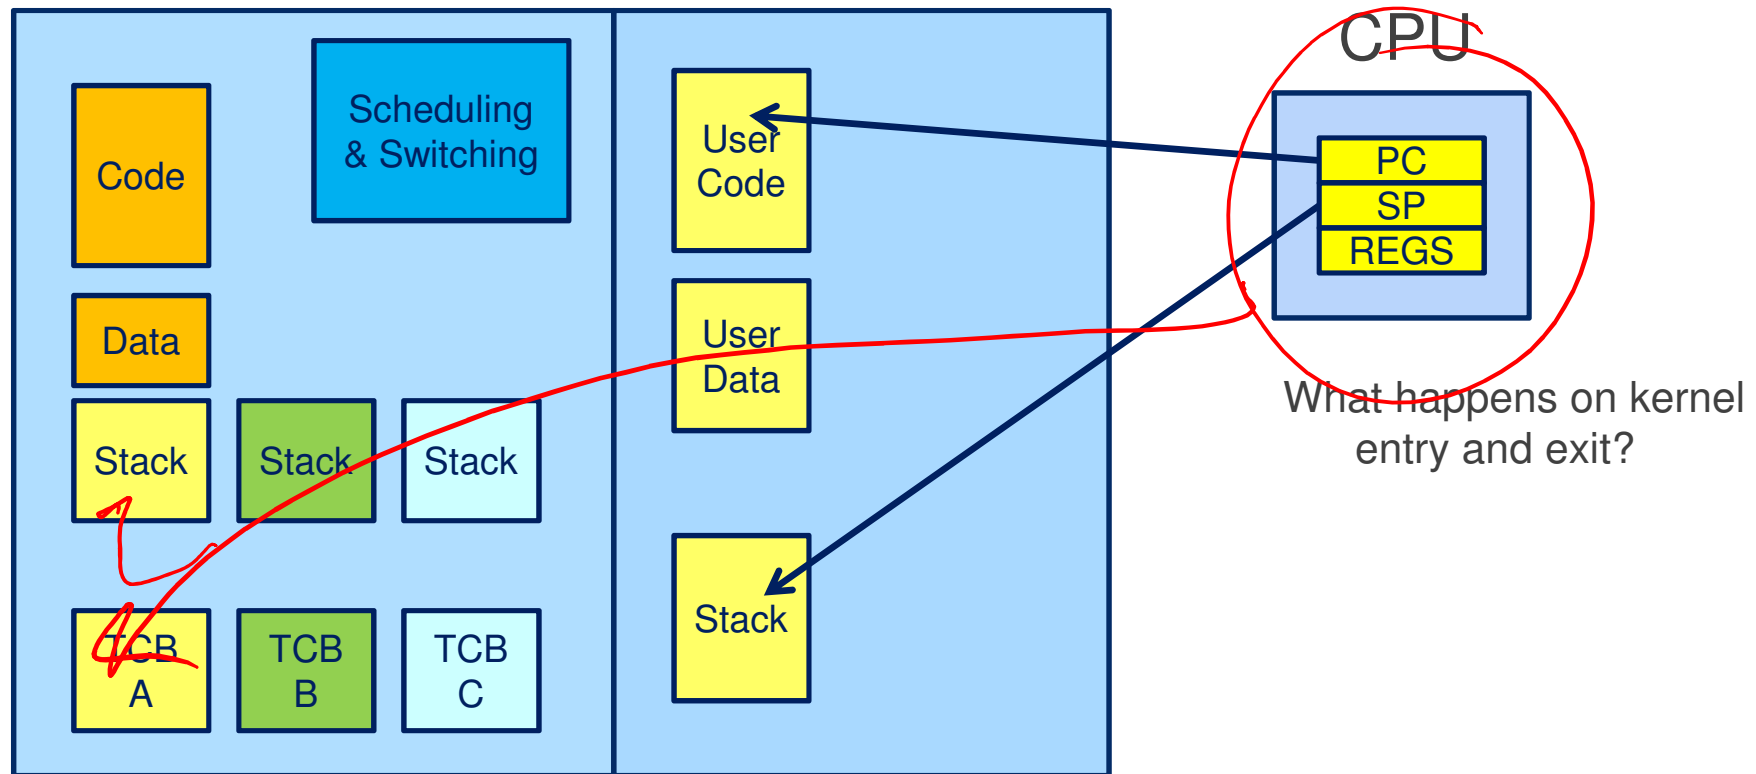 CPU
Scheduling
& Switching
Code
User
Code
PC
SP
REGS
Data
User
Data
What happens on kernel
entry and exit?
Stack
Stack
Stack
Stack
TCB
A
TCB
B
TCB
C